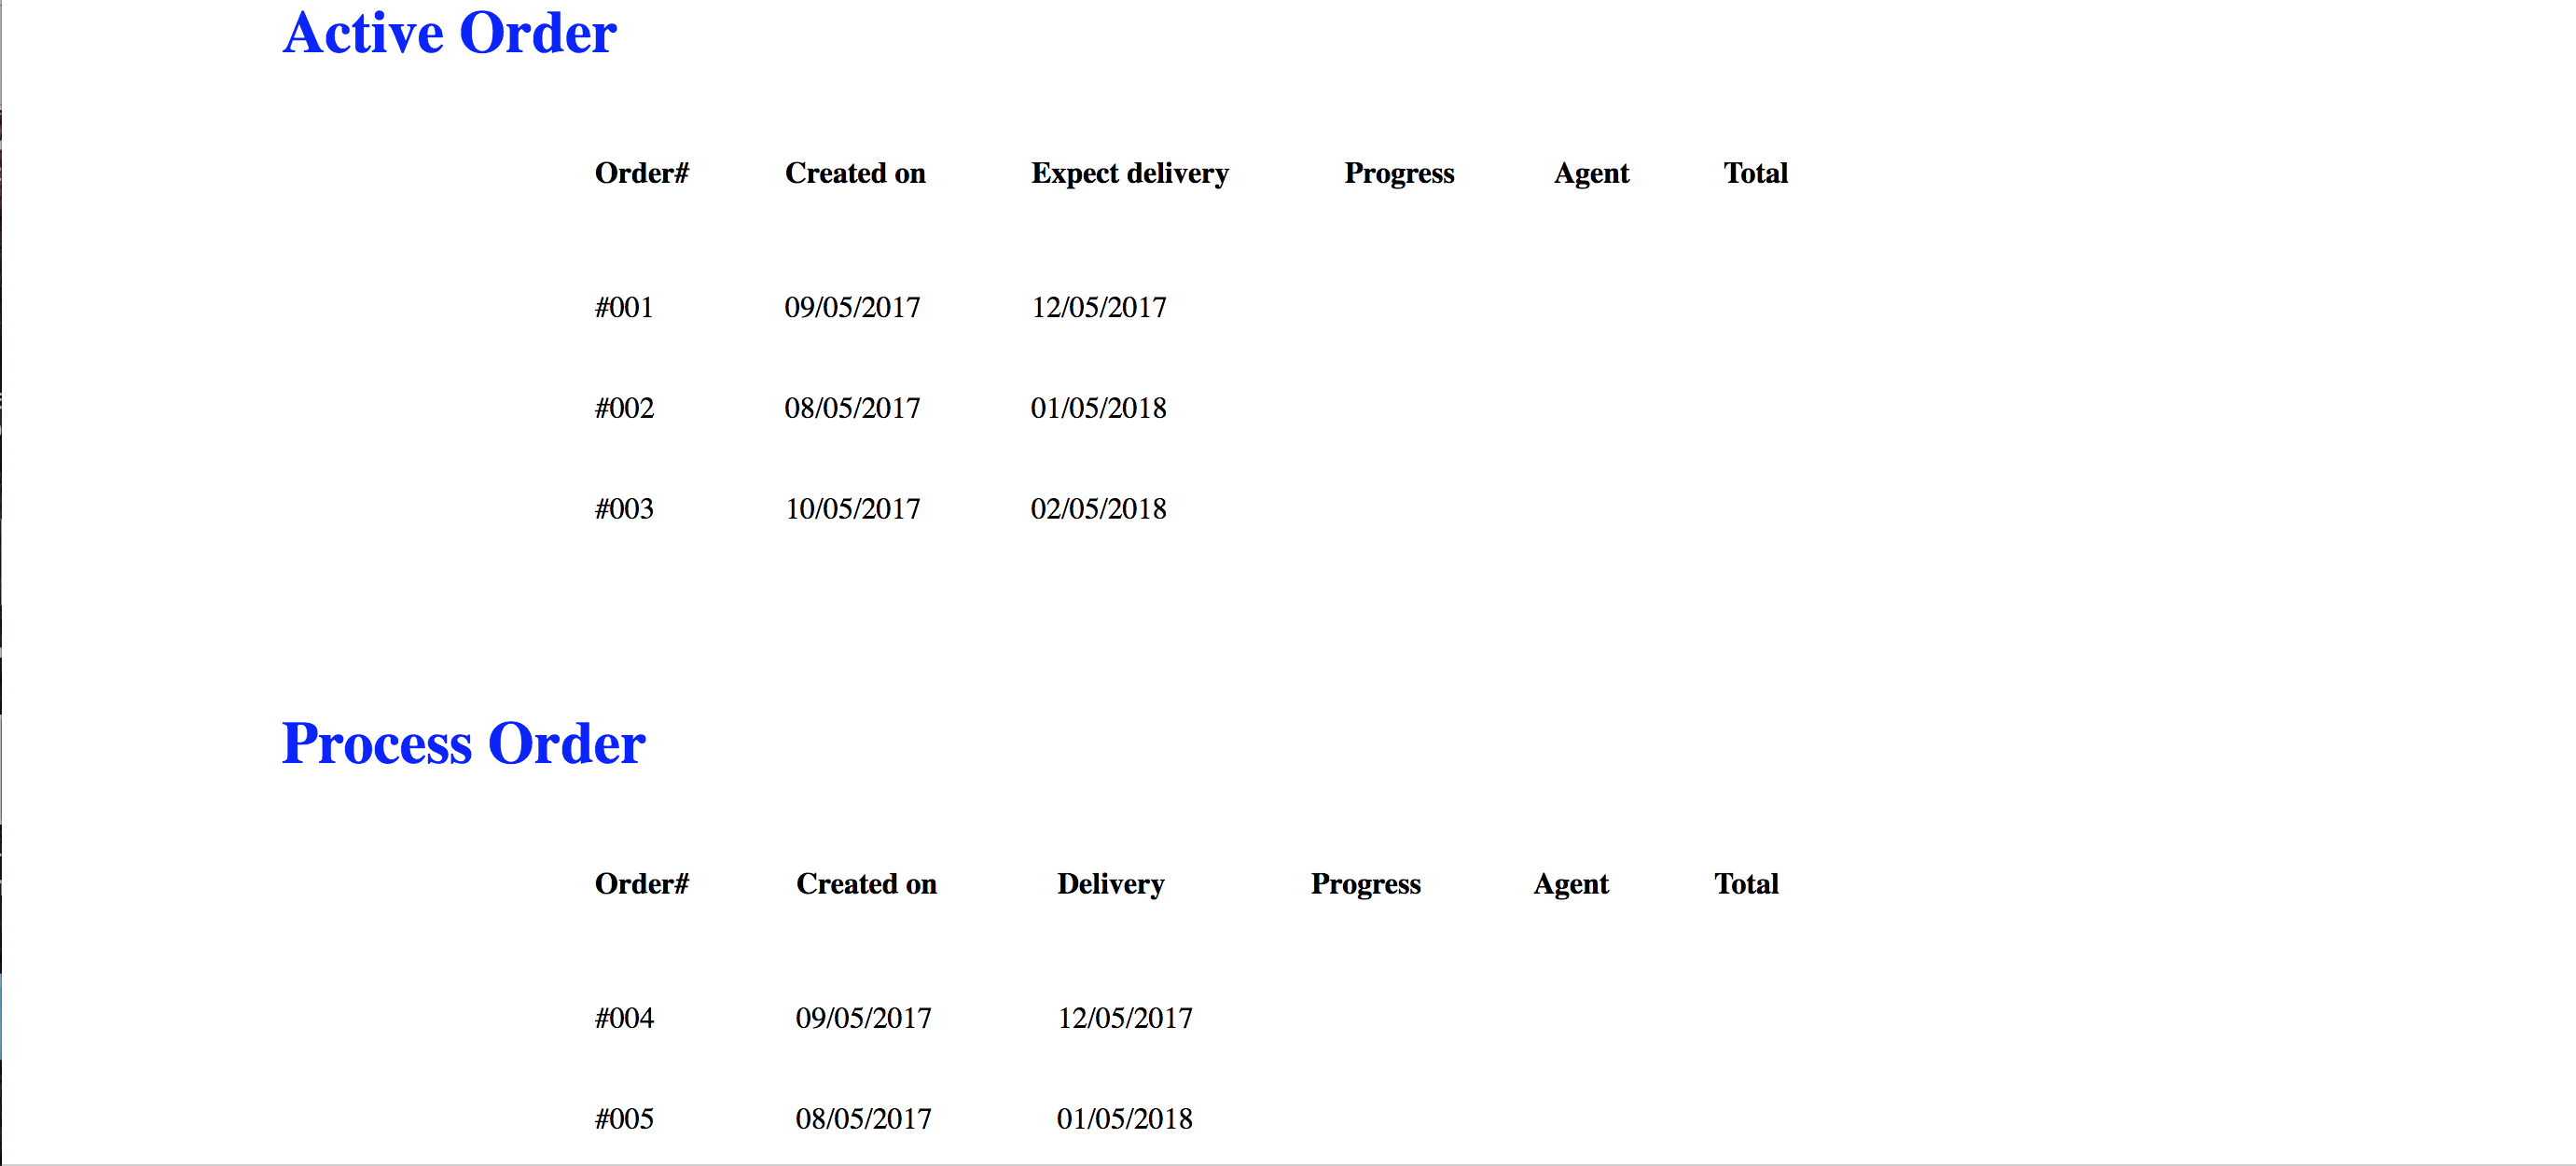 Active Order
Order# Created on Expect delivery Progress Agent Total
#001 09/05/2017 12/05/2017
#002 08/05/2017 01/05/2018
#003 10/05/2017 02/05/2018
Process Order
Order# Created on Delivery Progress Agent Total
#004 09/05/2017 12/05/2017
#005 08/05/2017 01/05/2018